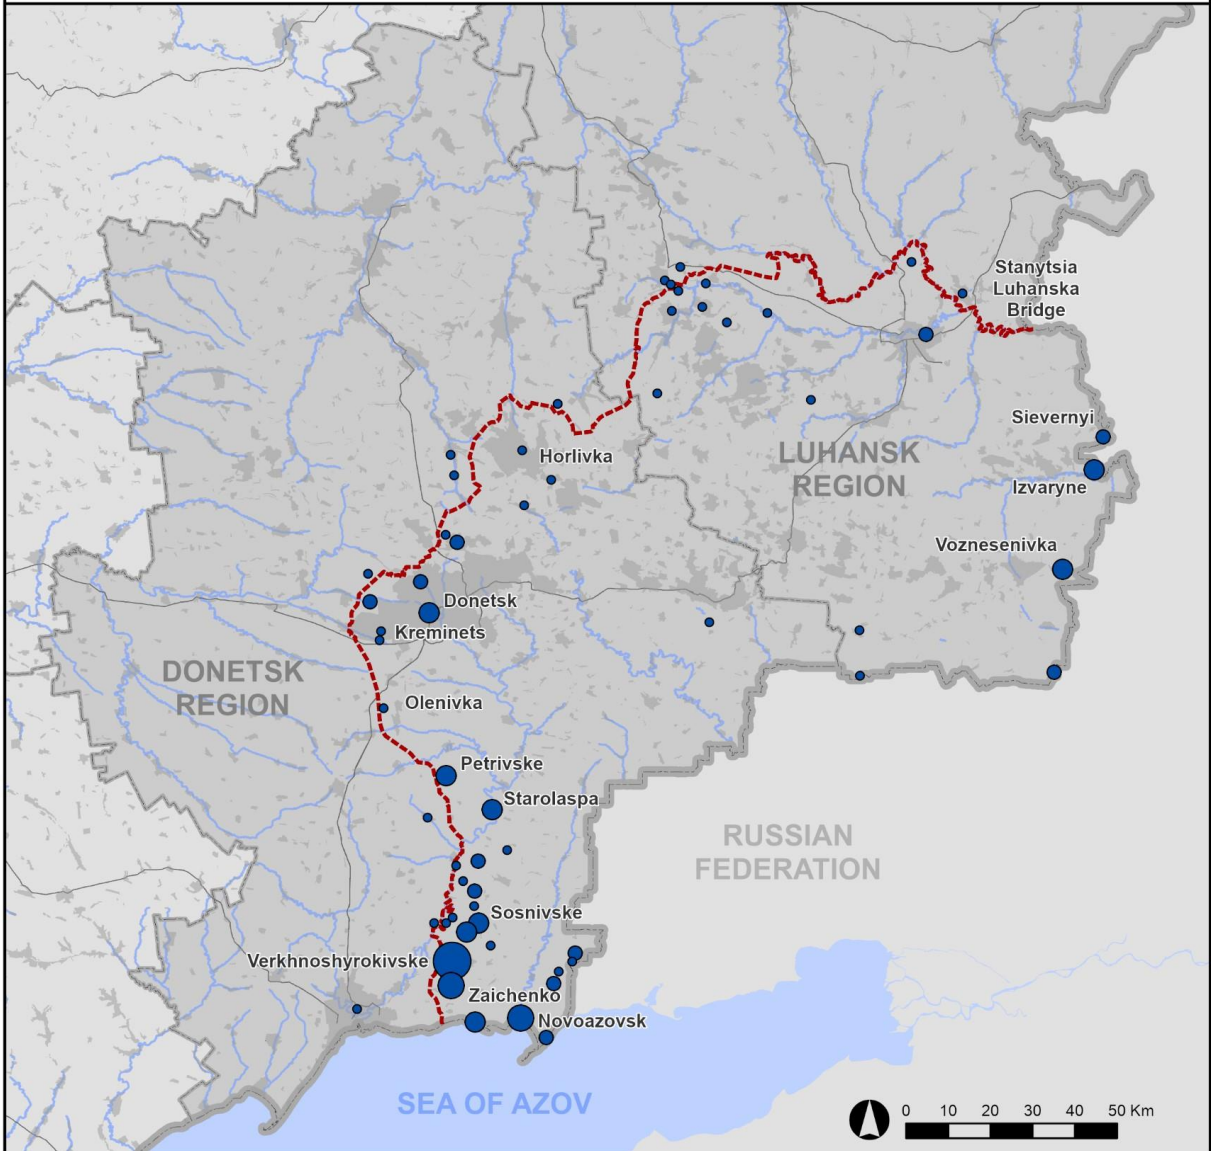 Stanytsia
Luhanska
Bridge
Sievernyi
LUHANSK
REGION
Horlivka
Izvaryne
Voznesenivka
Donetsk
Kreminets
DONETSK
REGION
Olenivka
Petrivske
Starolaspa
RUSSIAN
FEDERATION
Sosnivske
Verkhnoshyrokivske
Zaichenko
Novoazovsk
SEA OF AZOV
0 10 20 30 40 50 Km